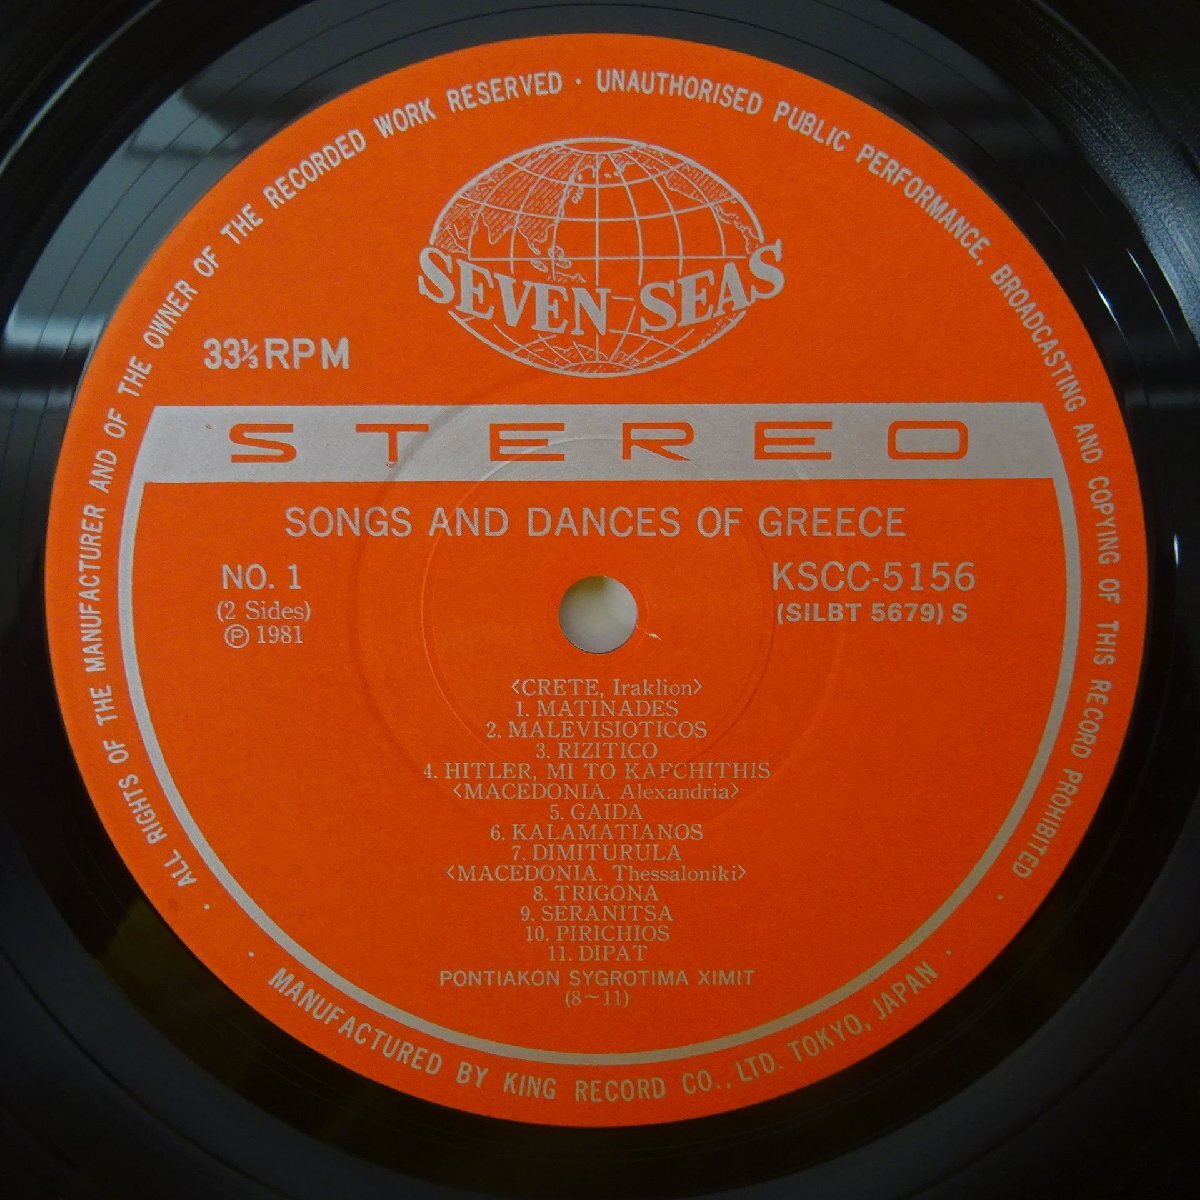 ALL RIGHTS OF THE MANUFACTURER AND OF THE OWNER OF THE RECORDED WORK RESERVED · UNAUTHORISED PUBLIC PERFORMANCE, BROADCASTING AND COPYING OF THIS RECORD PROHIBITED ·
SEVEN SEAS
33⅓ RPM
STEREO
SONGS AND DANCES OF GREECE
NO. 1
(2 Sides)
Ⓟ 1981
KSCC-5156
(SILBT 5679) S
<CRETE, Iraklion>
1. MATINADES
2. MALEVISIOTICOS
3. RIZITICO
4. HITLER, MI TO KAFCHITHIS
<MACEDONIA. Alexandria>
5. GAIDA
6. KALAMATIANOS
7. DIMITURULA
<MACEDONIA. Thessaloniki>
8. TRIGONA
9. SERANITSA
10. PIRICHIOS
11. DIPAT
PONTIAKON SYGROTIMA XIMIT
(8~11)
· MANUFACTURED BY KING RECORD CO., LTD. TOKYO, JAPAN ·